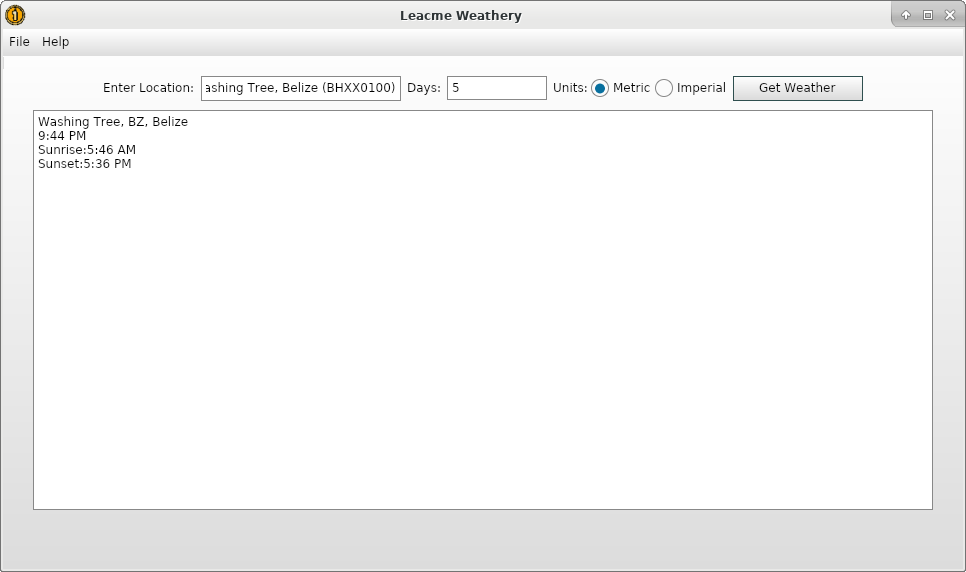 Leacme Weathery
File Help
Enter Location: ashing Tree, Belize (BHXX0100) Days: 5 Units: Metric Imperial Get Weather
Washing Tree, BZ, Belize
9:44 PM
Sunrise:5:46 AM
Sunset:5:36 PM